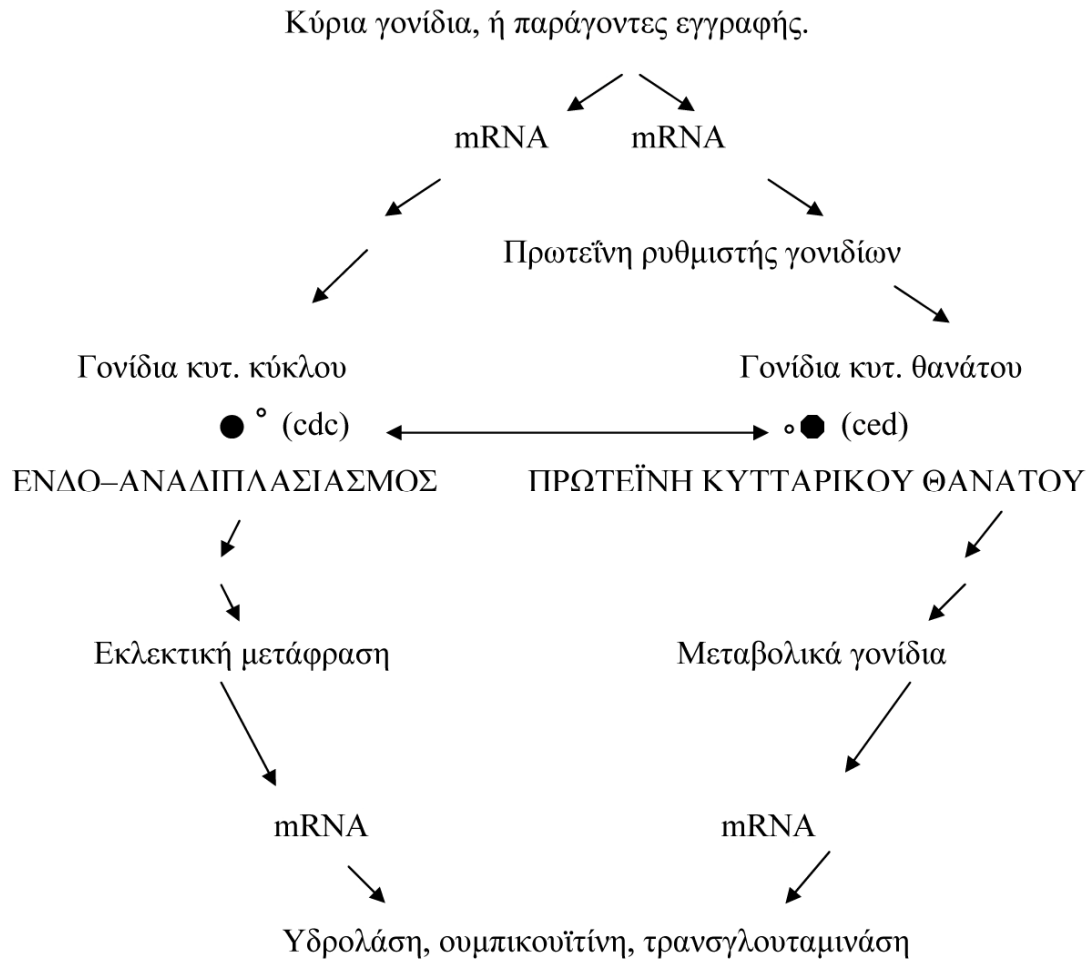 Κύρια γονίδια, ή παράγοντες εγγραφής.
mRNA mRNA
Πρωτεΐνη ρυθμιστής γονιδίων
Γονίδια κυτ. κύκλου Γονίδια κυτ. θανάτου
(cdc) (ced)
ΕΝΔΟ–ΑΝΑΔΙΠΛΑΣΙΑΣΜΟΣ ΠΡΩΤΕΪΝΗ ΚΥΤΤΑΡΙΚΟΥ ΘΑΝΑΤΟΥ
Εκλεκτική μετάφραση Μεταβολικά γονίδια
mRNA mRNA
Υδρολάση, ουμπικουϊτίνη, τρανσγλουταμινάση